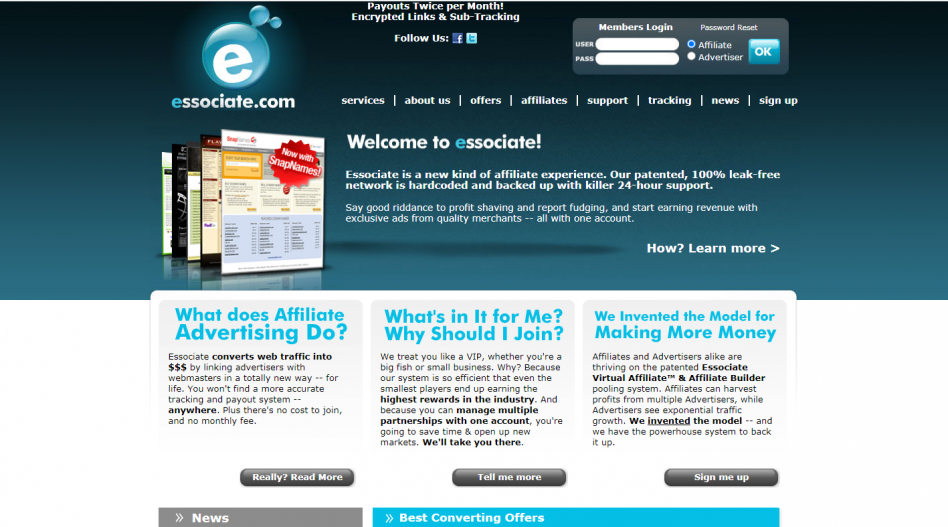 Payouts Twice per Month!
Encrypted Links & Sub-Tracking
Follow Us:
Members Login
Password Reset
USER
PASS
Affiliate
Advertiser
OK
e
essociate.com
services | about us | offers | affiliates | support | tracking | news | sign up
SnapNames
Now with
SnapNames!
FedEx
Welcome to essociate!
Essociate is a new kind of affiliate experience. Our patented, 100% leak-free
network is hardcoded and backed up with killer 24-hour support.
Say good riddance to profit shaving and report fudging, and start earning revenue with
exclusive ads from quality merchants -- all with one account.
How? Learn more >
What does Affiliate
Advertising Do?
Essociate converts web traffic into
$$$ by linking advertisers with
webmasters in a totally new way -- for
life. You won't find a more accurate
tracking and payout system --
anywhere. Plus there's no cost to join,
and no monthly fee.
Really? Read More
What's in It for Me?
Why Should I Join?
We treat you like a VIP, whether you're a
big fish or small business. Why? Because
our system is so efficient that even the
smallest players end up earning the
highest rewards in the industry. And
because you can manage multiple
partnerships with one account, you're
going to save time & open up new
markets. We'll take you there.
Tell me more
We Invented the Model for
Making More Money
Affiliates and Advertisers alike are
thriving on the patented Essociate
Virtual Affiliate™ & Affiliate Builder
pooling system. Affiliates can harvest
profits from multiple Advertisers, while
Advertisers see exponential traffic
growth. We invented the model -- and
we have the powerhouse system to back
it up.
Sign me up
» News
» Best Converting Offers